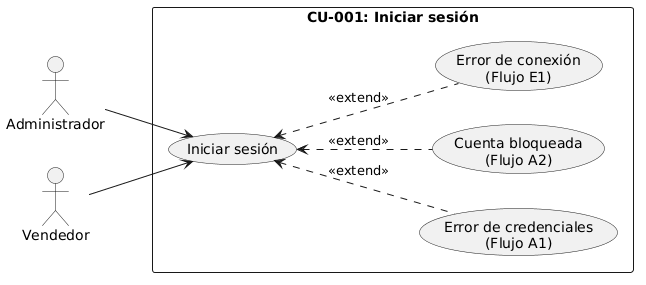 CU-001: Iniciar sesión
Administrador
Vendedor
Iniciar sesión
«extend»
«extend»
«extend»
Error de conexión
(Flujo E1)
Cuenta bloqueada
(Flujo A2)
Error de credenciales
(Flujo A1)